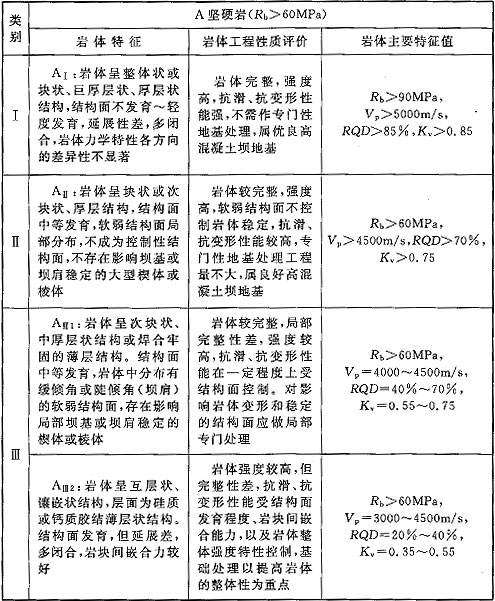 类别
A 坚硬岩(Rb＞60MPa)
岩体特征
岩体工程性质评价
岩体主要特征值
Ⅰ
AⅠ:岩体呈整体状或
块状、巨厚层状、厚层状
结构,结构面不发育～轻
度发育,延展性差,多闭
合,岩体力学特性各方向
的差异性不显著
岩体完整,强度
高,抗滑、抗变形性
能强,不需作专门性
地基处理,属优良高
混凝土坝地基
Rb＞90MPa,
Vp＞5000m/s,
RQD＞85%,Kv＞0.85
Ⅱ
AⅡ:岩体呈块状或次
块状、厚层结构,结构面
中等发育,软弱结构面局
部分布,不成为控制性结
构面,不存在影响坝基或
坝肩稳定的大型楔体或
棱体
岩体较完整,强度
高,软弱结构面不控
制岩体稳定,抗滑、
抗变形性能较高,专
门性地基处理工程
量不大,属良好高混
凝土坝地基
Rb＞60MPa,
Vp＞4500m/s,RQD＞70%,
Kv＞0.75
Ⅲ
AⅢ1:岩体呈次块状、
中厚层状结构或焊合牢
固的薄层结构。结构面
中等发育,岩体中分布有
缓倾角或陡倾角(坝肩)
的软弱结构面,存在影响
局部坝基或坝肩稳定的
楔体或棱体
岩体较完整,局部
完整性差,强度较
高,抗滑、抗变形性
能在一定程度上受
结构面控制。对影
响岩体变形和稳定
的结构面应做局部
专门处理
Rb＞60MPa,
Vp=4000～4500m/s,
RQD=40%～70%,
Kv=0.55～0.75
AⅢ2:岩体呈互层状、
镶嵌状结构,层面为硅质
或钙质胶结薄层状结构。
结构面发育,但延展差,
多闭合,岩块间嵌合力较
好
岩体强度较高,但
完整性差,抗滑、抗
变形性能受结构面
发育程度、岩块间嵌
合能力,以及岩体整
体强度特性控制,基
础处理以提高岩体
的整体性为重点
Rb＞60MPa,
Vp=3000～4500m/s,
RQD=20%～40%,
Kv=0.35～0.55